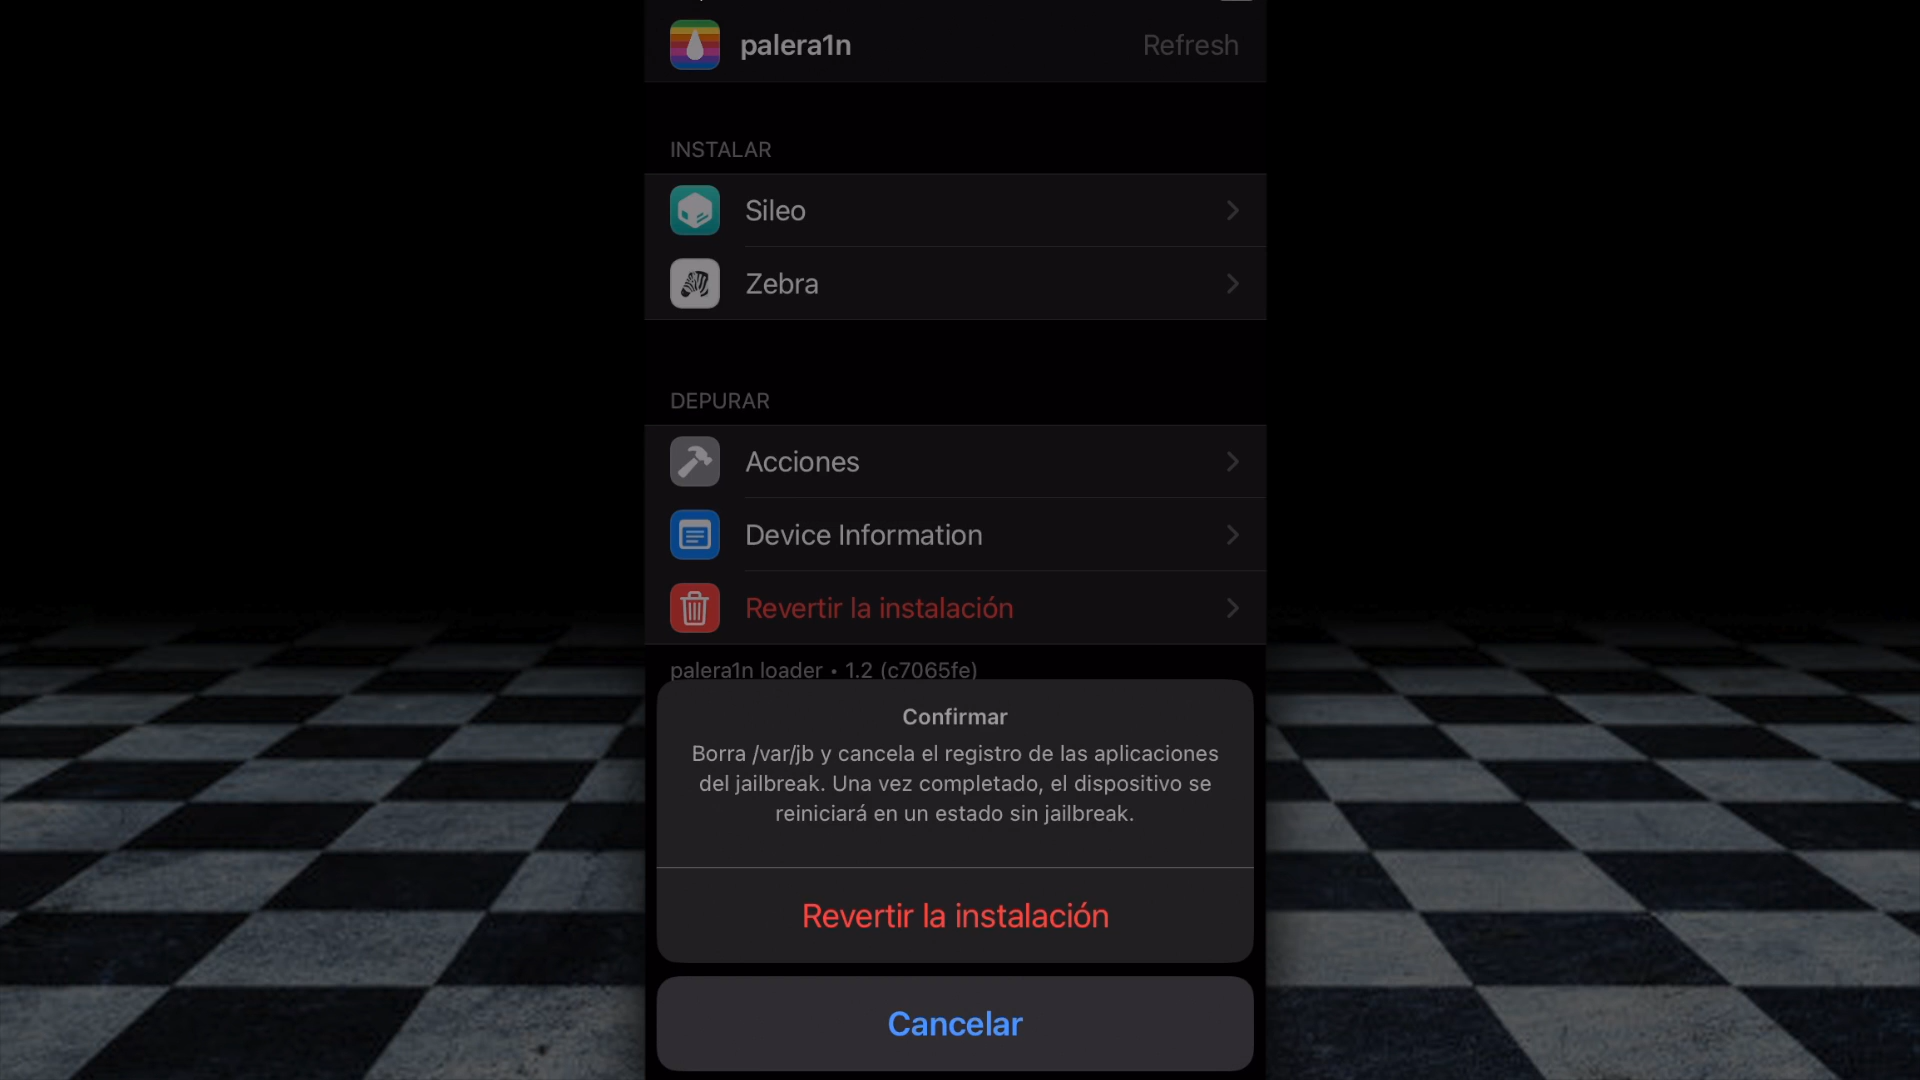 palera1n
Refresh
INSTALAR
Sileo
Zebra
DEPURAR
Acciones
Device Information
Revertir la instalación
palera1n loader • 1.2 (c7065fe)
Confirmar
Borra /var/jb y cancela el registro de las aplicaciones
del jailbreak. Una vez completado, el dispositivo se
reiniciará en un estado sin jailbreak.
Revertir la instalación
Cancelar